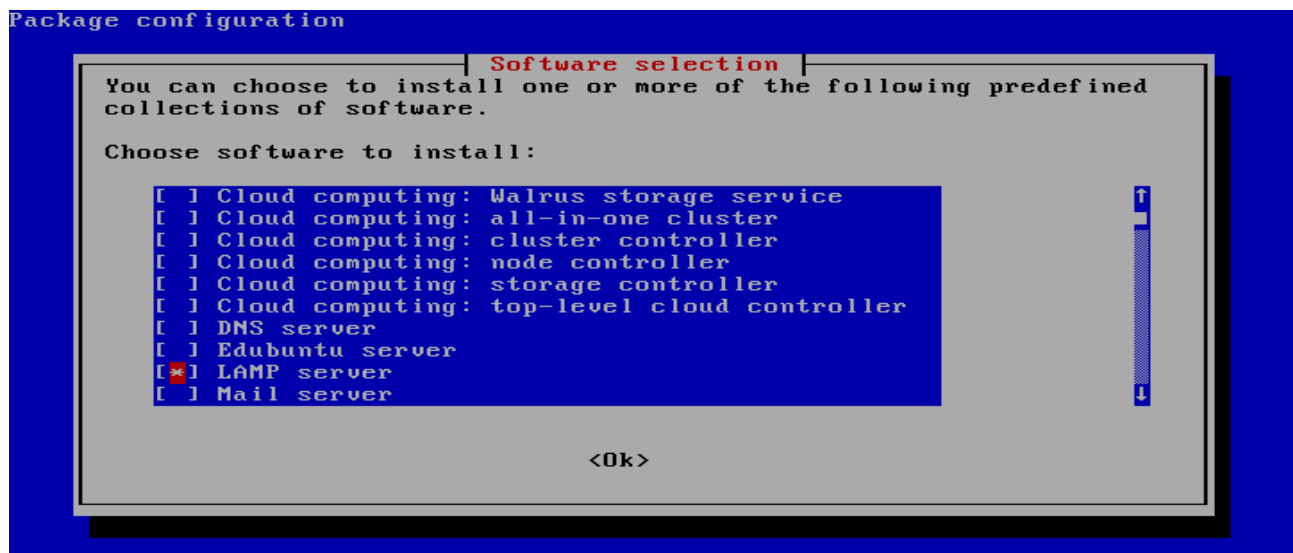 Package configuration
Software selection
You can choose to install one or more of the following predefined
collections of software.
Choose software to install:
[ ] Cloud computing: Walrus storage service
[ ] Cloud computing: all-in-one cluster
[ ] Cloud computing: cluster controller
[ ] Cloud computing: node controller
[ ] Cloud computing: storage controller
[ ] Cloud computing: top-level cloud controller
[ ] DNS server
[ ] Edubuntu server
[*] LAMP server
[ ] Mail server
<Ok>